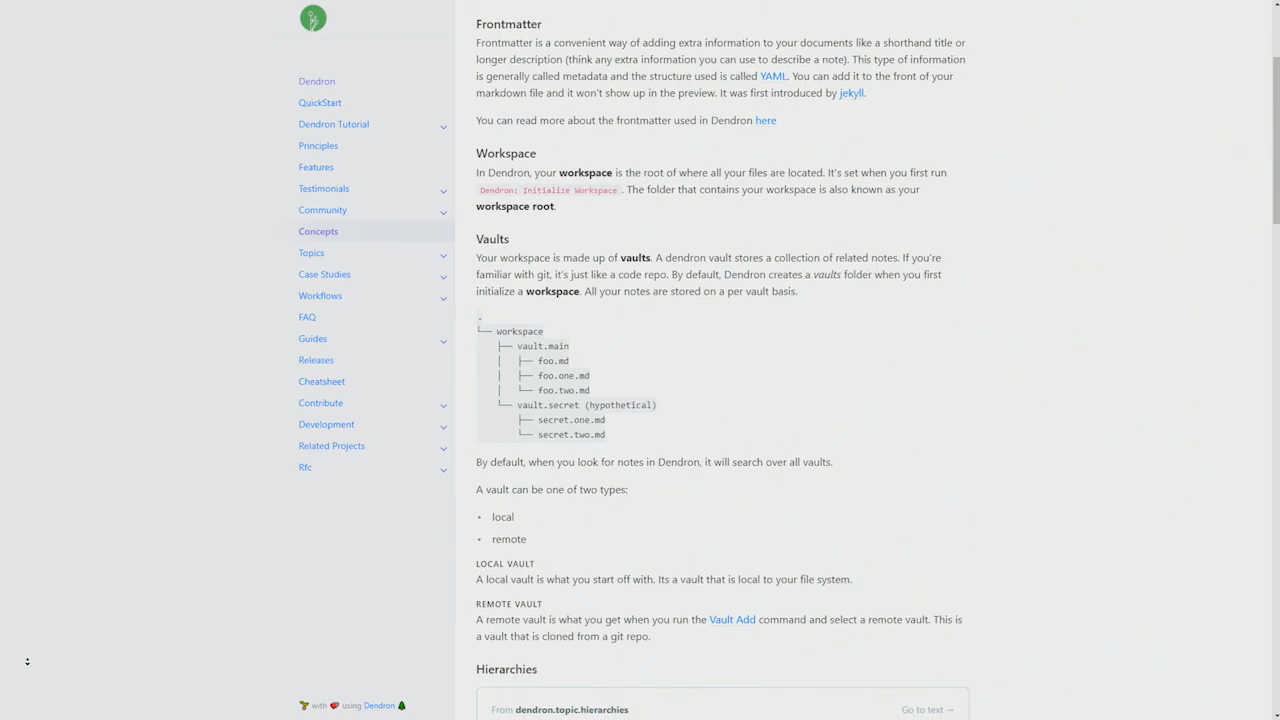 Dendron
QuickStart
Dendron Tutorial
Principles
Features
Testimonials
Community
Concepts
Topics
Case Studies
Workflows
FAQ
Guides
Releases
Cheatsheet
Contribute
Development
Related Projects
Rfc
🌱 with 💝 using Dendron 🌲
Frontmatter
Frontmatter is a convenient way of adding extra information to your documents like a shorthand title or
longer description (think any extra information you can use to describe a note). This type of information
is generally called metadata and the structure used is called YAML. You can add it to the front of your
markdown file and it won't show up in the preview. It was first introduced by jekyll.
You can read more about the frontmatter used in Dendron here
Workspace
In Dendron, your workspace is the root of where all your files are located. It's set when you first run
Dendron: Initialize Workspace . The folder that contains your workspace is also known as your
workspace root.
Vaults
Your workspace is made up of vaults. A dendron vault stores a collection of related notes. If you're
familiar with git, it's just like a code repo. By default, Dendron creates a vaults folder when you first
initialize a workspace. All your notes are stored on a per vault basis.
.
└── workspace
├── vault.main
│ ├── foo.md
│ ├── foo.one.md
│ └── foo.two.md
└── vault.secret (hypothetical)
├── secret.one.md
└── secret.two.md
By default, when you look for notes in Dendron, it will search over all vaults.
A vault can be one of two types:
• local
• remote
LOCAL VAULT
A local vault is what you start off with. Its a vault that is local to your file system.
REMOTE VAULT
A remote vault is what you get when you run the Vault Add command and select a remote vault. This is
a vault that is cloned from a git repo.
Hierarchies
From dendron.topic.hierarchies Go to text →